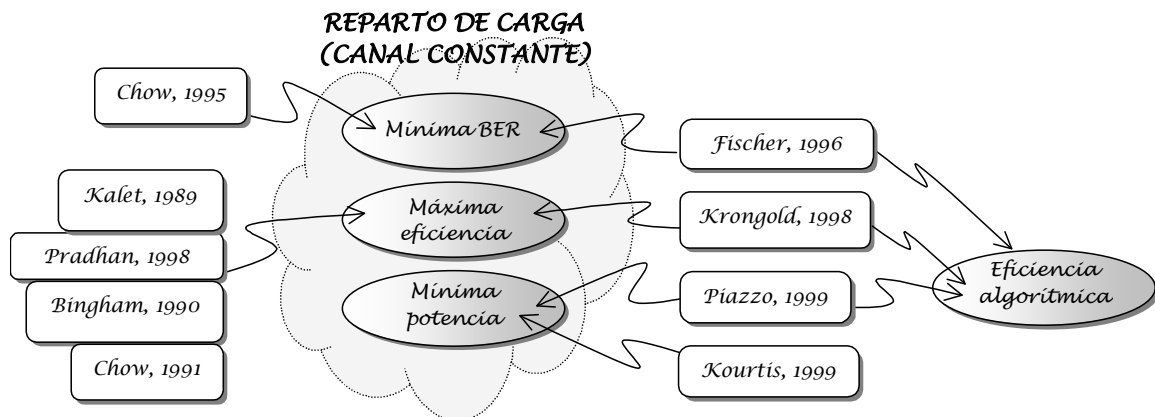 REPARTO DE CARGA
(CANAL CONSTANTE)
Chow, 1995
Mínima BER
Fischer, 1996
Kalet, 1989
Máxima
eficiencia
Krongold, 1998
Pradhan, 1998
Eficiencia
algorítmica
Bingham, 1990
Mínima
potencia
Piazzo, 1999
Chow, 1991
Kourtis, 1999